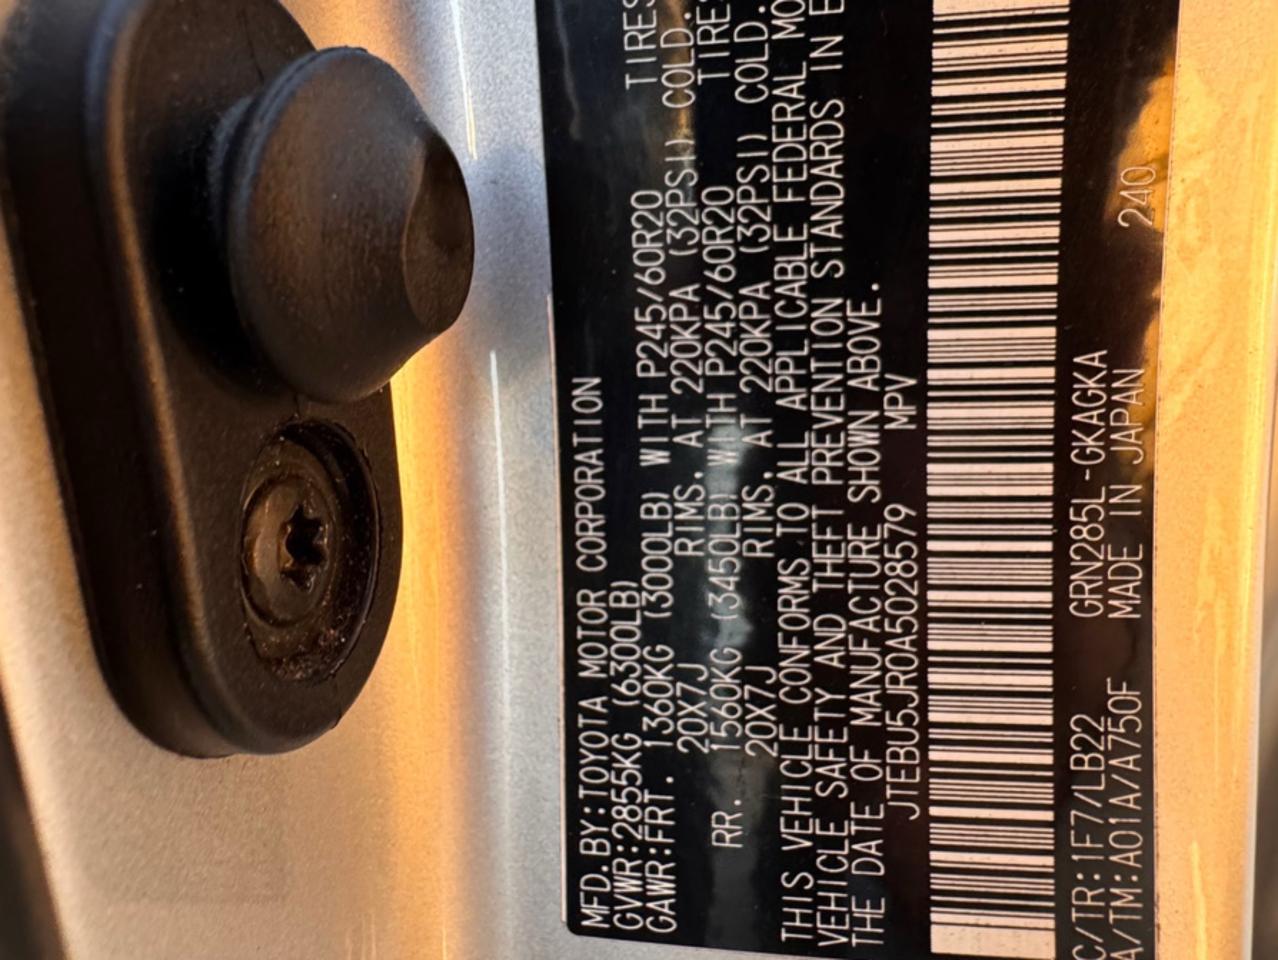 MFD.BY:TOYOTA MOTOR CORPORATION
GVWR:2855KG (6300LB)
GAWR:FRT. 1360KG (3000LB) WITH P245/60R20 TIRES
20X7J RIMS, AT 220KPA (32PSI) COLD.
RR. 1560KG (3450LB) WITH P245/60R20 TIRE
20X7J RIMS, AT 220KPA (32PSI) COLD.
THIS VEHICLE CONFORMS TO ALL APPLICABLE FEDERAL MO
VEHICLE SAFETY AND THEFT PREVENTION STANDARDS IN E
THE DATE OF MANUFACTURE SHOWN ABOVE.
JTEBU5JR0A5028579 MPV
C/TR:1F7/LB22 GRN285L-GKAGKA
A/TM:A01A/A750F MADE IN JAPAN 240